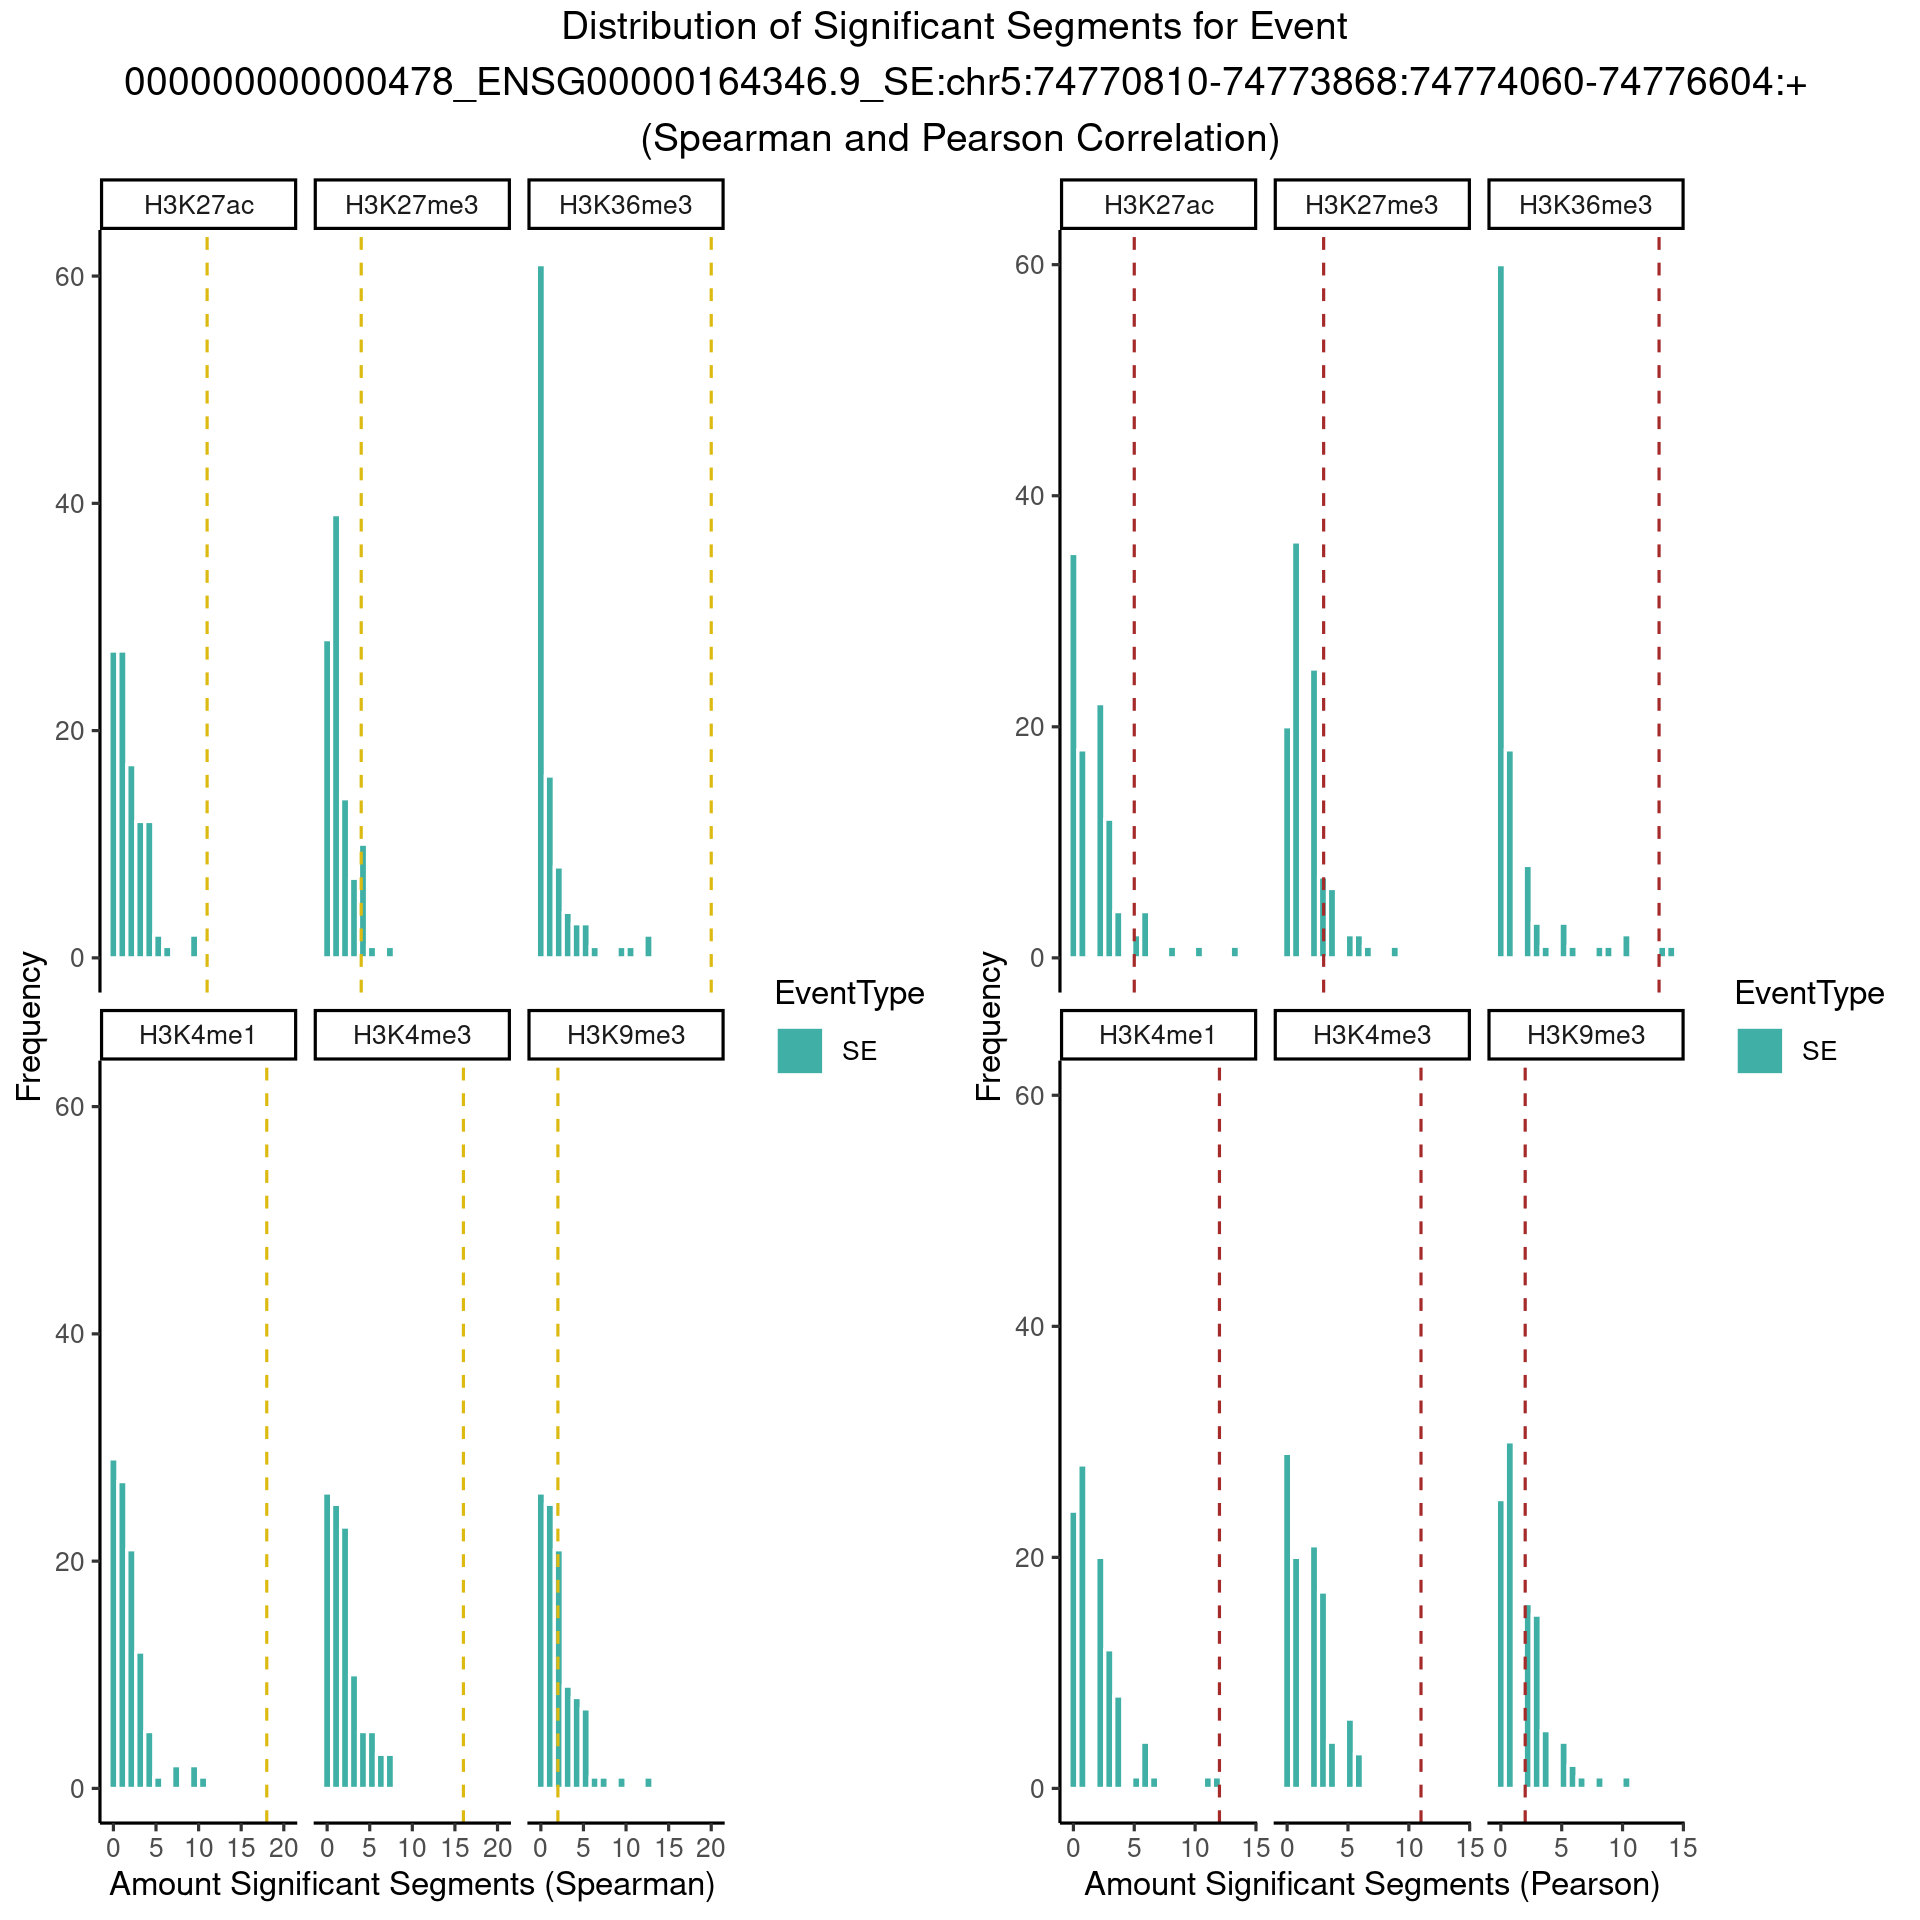 Distribution of Significant Segments for Event
000000000000478_ENSG00000164346.9_SE:chr5:74770810-74773868:74774060-74776604:+
(Spearman and Pearson Correlation)
H3K27ac H3K27me3 H3K36me3
60
40
20
0
H3K4me1 H3K4me3 H3K9me3
60
40
20
0
0 5 10 15 20 0 5 10 15 20 0 5 10 15 20
Amount Significant Segments (Spearman)
Frequency
EventType
SE
H3K27ac H3K27me3 H3K36me3
60
40
20
0
H3K4me1 H3K4me3 H3K9me3
60
40
20
0
0 5 10 15 0 5 10 15 0 5 10 15
Amount Significant Segments (Pearson)
Frequency
EventType
SE